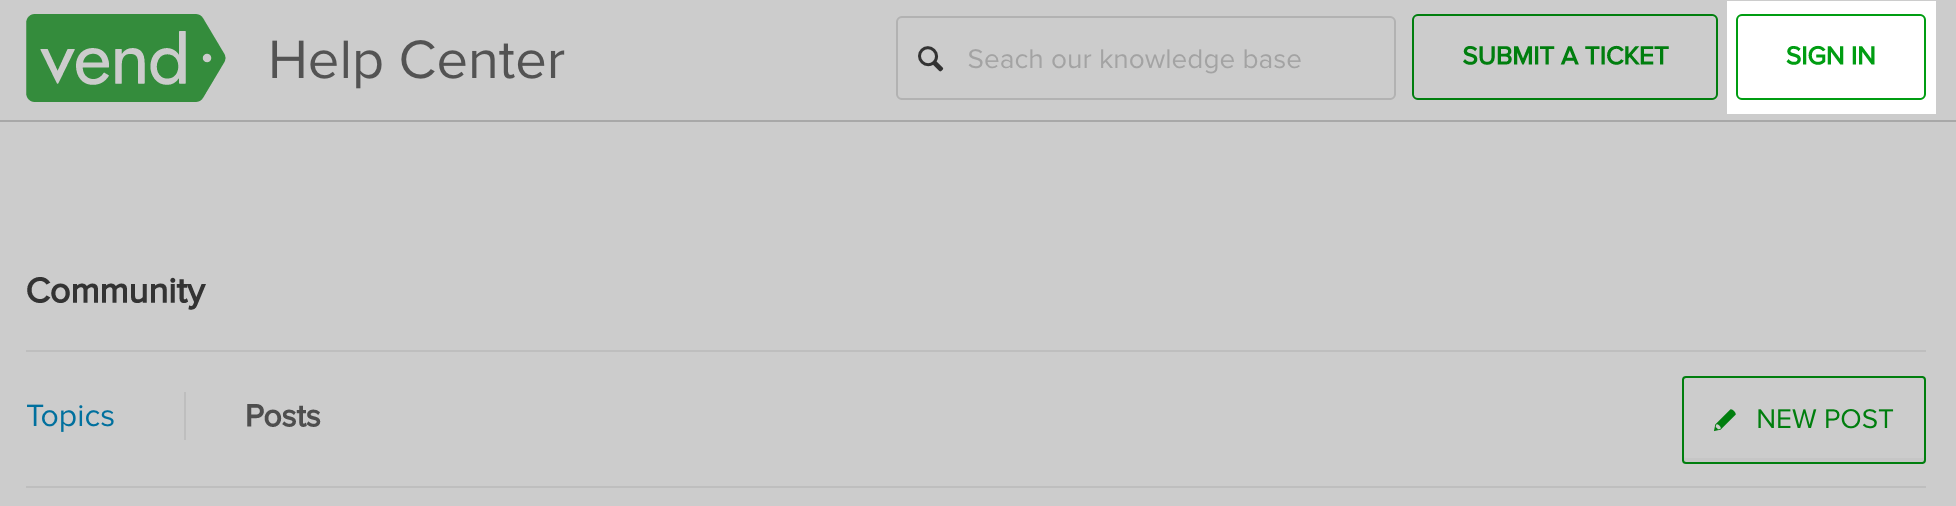 vend Help Center Seach our knowledge base SUBMIT A TICKET SIGN IN
Community
Topics Posts NEW POST